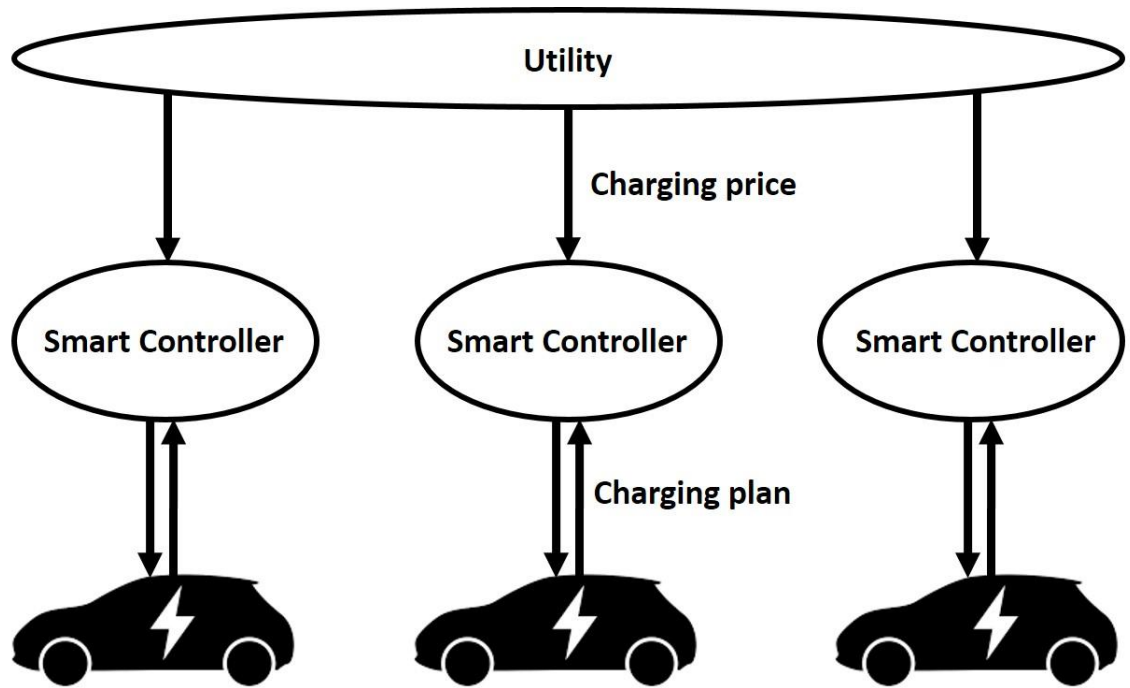 Utility
Charging price
Smart Controller
Smart Controller
Smart Controller
Charging plan